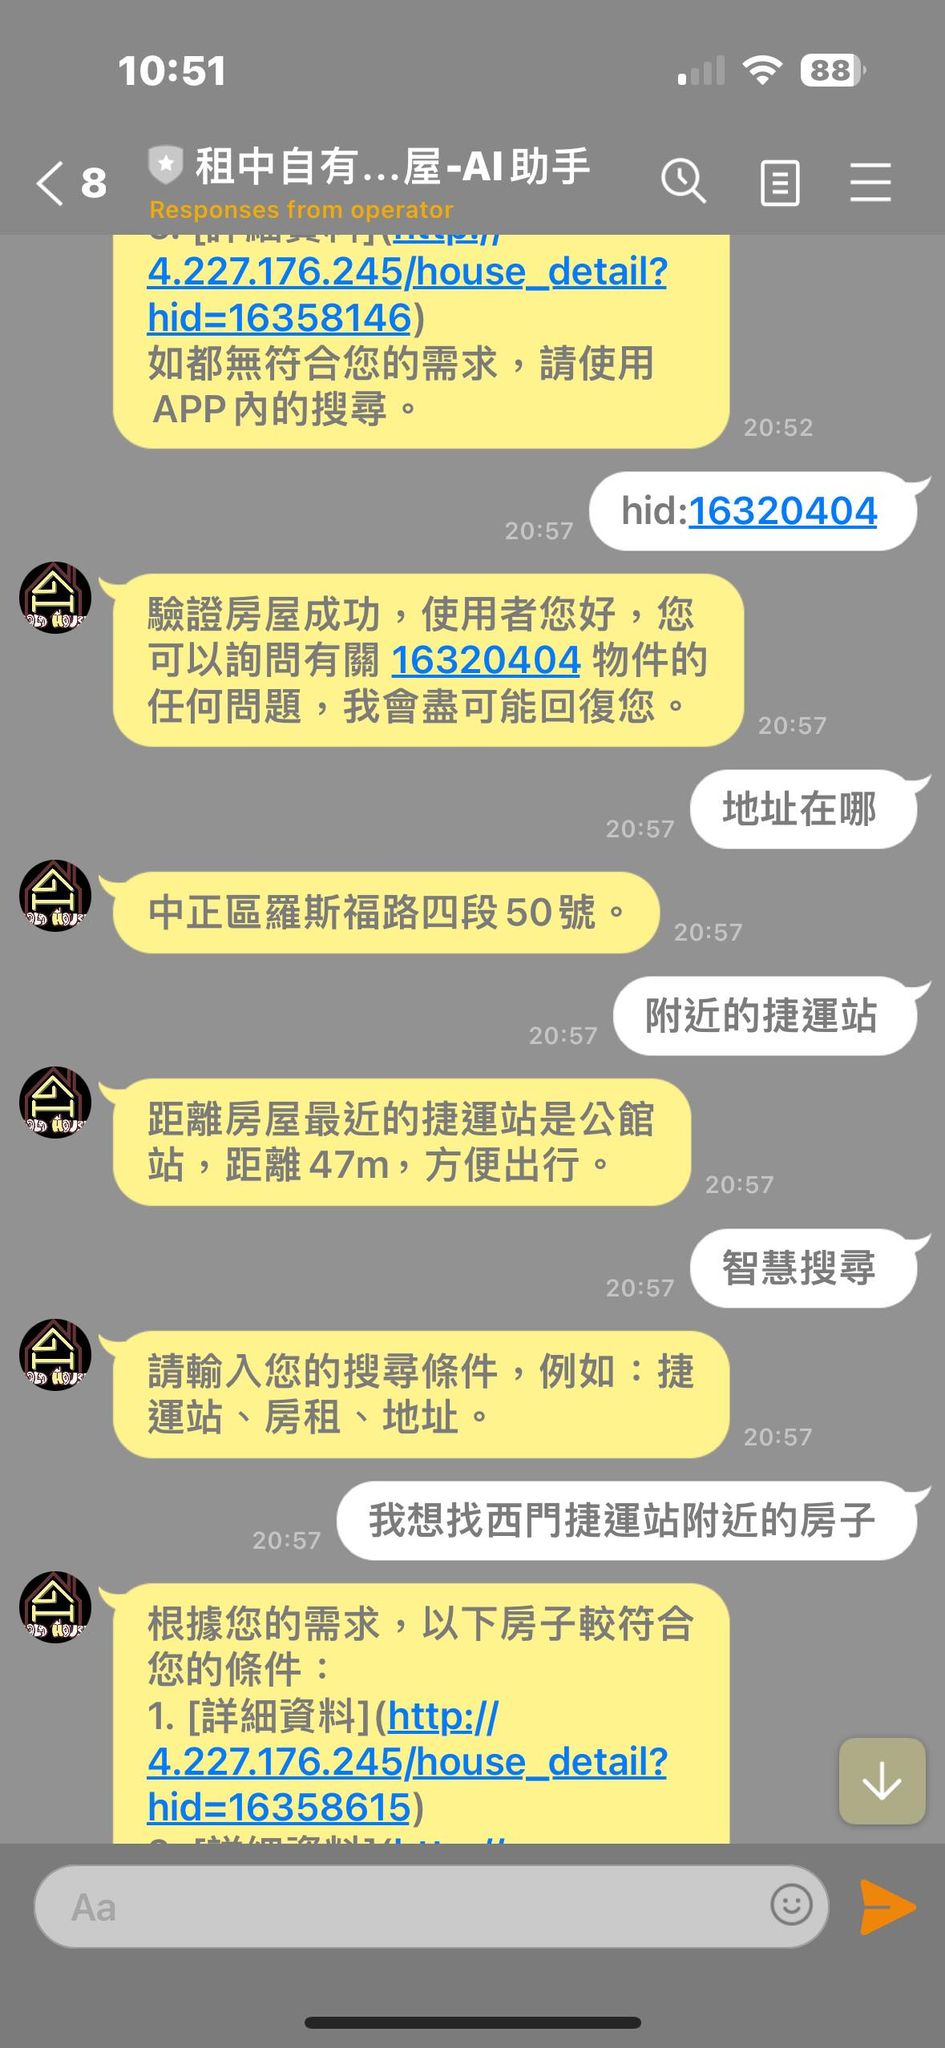 10:51
88
8
租中自有...屋-AI助手
Responses from operator
[詳細資料](http://
4.227.176.245/house_detail?
hid=16358146)
如都無符合您的需求，請使用
APP內的搜尋。
20:52
hid:16320404
20:57
驗證房屋成功，使用者您好，您
可以詢問有關 16320404 物件的
任何問題，我會盡可能回復您。
20:57
地址在哪
20:57
中正區羅斯福路四段50號。
20:57
附近的捷運站
20:57
距離房屋最近的捷運站是公館
站，距離47m，方便出行。
20:57
智慧搜尋
20:57
請輸入您的搜尋條件，例如：捷
運站、房租、地址。
20:57
我想找西門捷運站附近的房子
20:57
根據您的需求，以下房子較符合
您的條件：
1. [詳細資料](http://
4.227.176.245/house_detail?
hid=16358615)
2. [詳細資料](http://
Aa